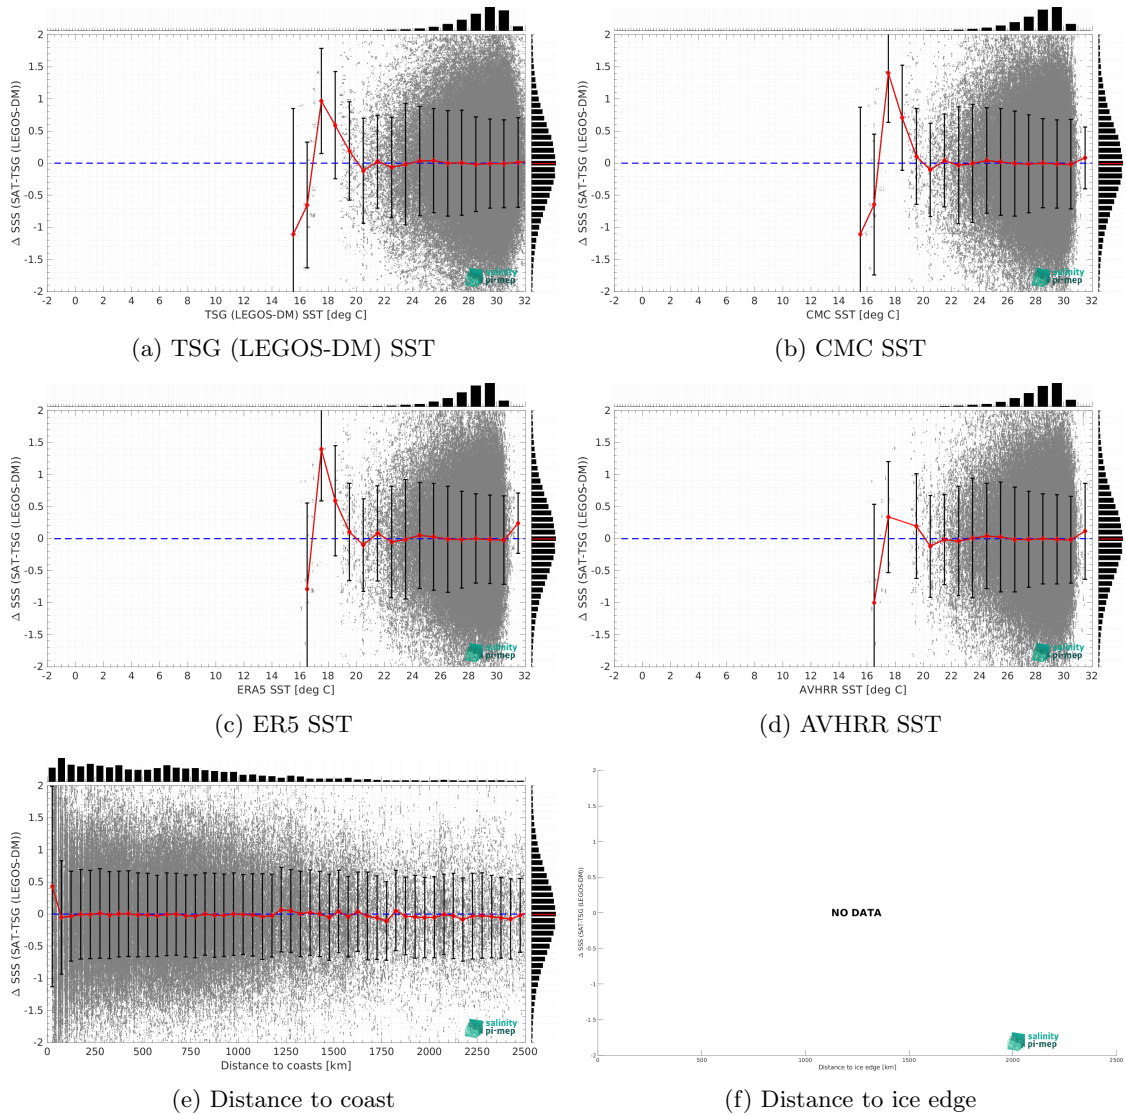 2
1.5
1
0.5
0
-0.5
-1
-1.5
-2
Δ SSS (SAT-TSG (LEGOS-DM))
salinity
pi-mep
-2 0 2 4 6 8 10 12 14 16 18 20 22 24 26 28 30 32
TSG (LEGOS-DM) SST [deg C]
(a) TSG (LEGOS-DM) SST
2
1.5
1
0.5
0
-0.5
-1
-1.5
-2
Δ SSS (SAT-TSG (LEGOS-DM))
salinity
pi-mep
-2 0 2 4 6 8 10 12 14 16 18 20 22 24 26 28 30 32
CMC SST [deg C]
(b) CMC SST
2
1.5
1
0.5
0
-0.5
-1
-1.5
-2
Δ SSS (SAT-TSG (LEGOS-DM))
salinity
pi-mep
-2 0 2 4 6 8 10 12 14 16 18 20 22 24 26 28 30 32
ERA5 SST [deg C]
(c) ER5 SST
2
1.5
1
0.5
0
-0.5
-1
-1.5
-2
Δ SSS (SAT-TSG (LEGOS-DM))
salinity
pi-mep
-2 0 2 4 6 8 10 12 14 16 18 20 22 24 26 28 30 32
AVHRR SST [deg C]
(d) AVHRR SST
2
1.5
1
0.5
0
-0.5
-1
-1.5
-2
Δ SSS (SAT-TSG (LEGOS-DM))
salinity
pi-mep
0 250 500 750 1000 1250 1500 1750 2000 2250 2500
Distance to coasts [km]
(e) Distance to coast
2
1.5
1
0.5
0
-0.5
-1
-1.5
-2
Δ SSS (SAT-TSG (LEGOS-DM))
NO DATA
salinity
pi-mep
0 500 1000 1500 2000 2500
Distance to ice edge [km]
(f) Distance to ice edge